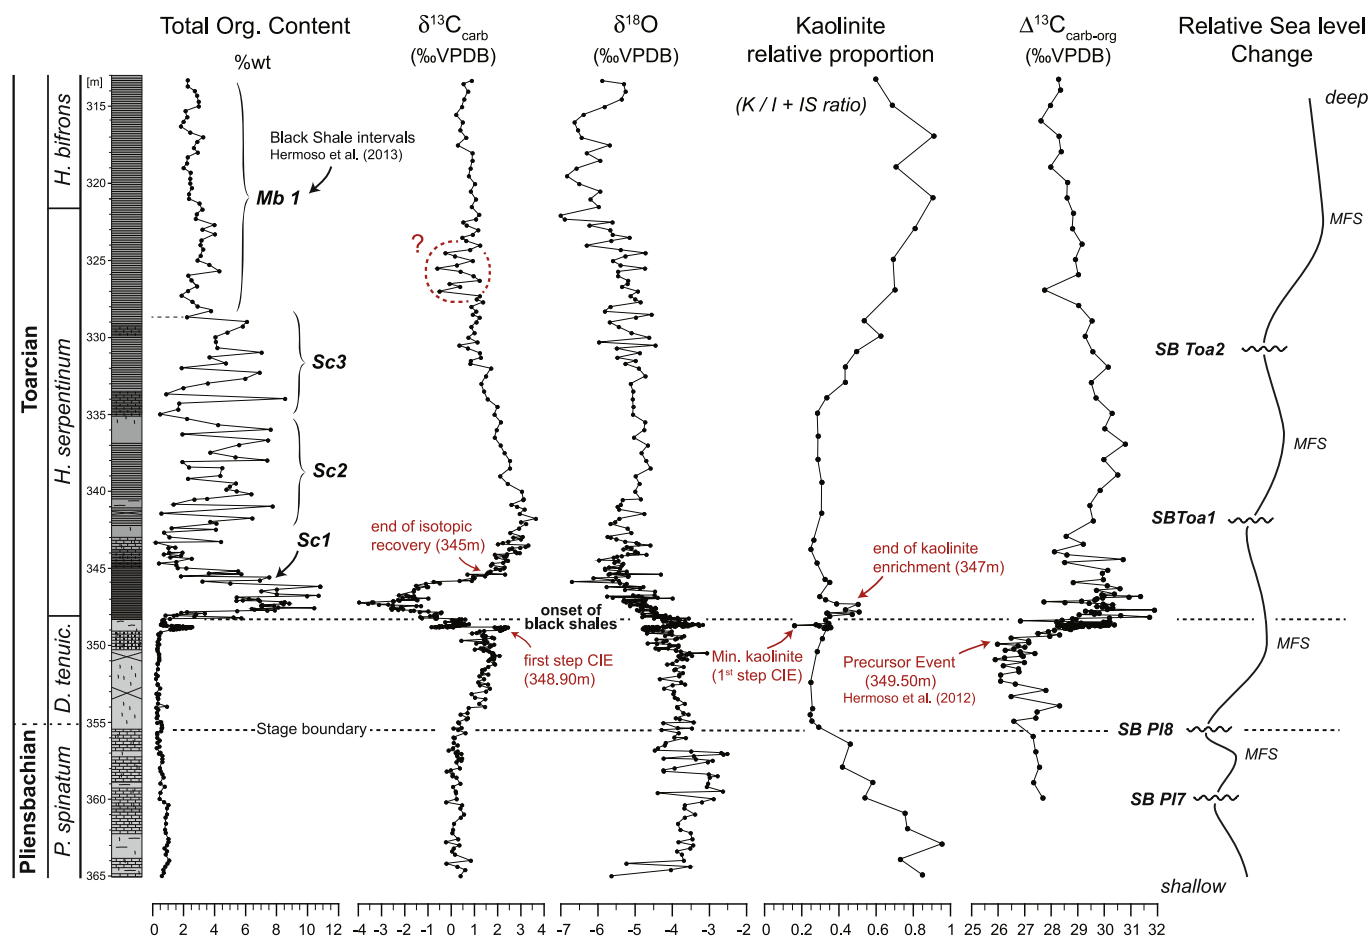 Total Org. Content
%wt
δ13Ccarb
(‰VPDB)
δ18O
(‰VPDB)
Kaolinite
relative proportion
(K / I + IS ratio)
Δ13Ccarb-org
(‰VPDB)
Relative Sea level
Change
[m]
315
320
325
330
335
340
345
350
355
360
365
Toarcian
Pliensbachian
H. bifrons
H. serpentinum
D. tenuic.
P. spinatum
Black Shale intervals
Hermoso et al. (2013)
Mb 1
Sc3
Sc2
Sc1
?
end of isotopic
recovery (345m)
onset of
black shales
first step CIE
(348.90m)
Stage boundary
end of kaolinite
enrichment (347m)
Min. kaolinite
(1st step CIE)
Precursor Event
(349.50m)
Hermoso et al. (2012)
deep
MFS
SB Toa2
MFS
SBToa1
MFS
SB Pl8
MFS
SB Pl7
shallow
0 2 4 6 8 10 12
-4 -3 -2 -1 0 1 2 3 4
-7 -6 -5 -4 -3 -2
0 0.2 0.4 0.6 0.8 1.0
25 26 27 28 29 30 31 32